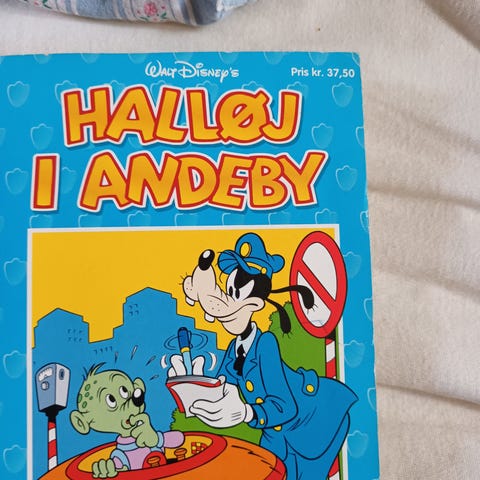 WALT DISNEY'S
Pris kr. 37,50
HALLØJ
I ANDEBY